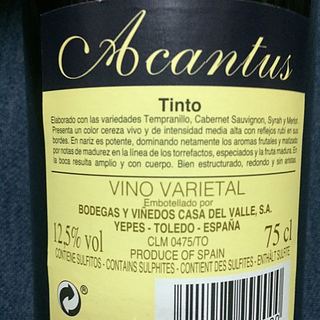 Acantus
Tinto
Elaborado con las variedades Tempranillo, Cabernet Sauvignon, Syrah y Merlot.
Presenta un color cereza vivo y de intensidad media alta con reflejos rubí en sus
bordes. En nariz es potente, dominando netamente los aromas frutales y matizado
por notas de madurez en la línea de los torrefactos, especiados y la fruta madura. En
la boca resulta amplio y con cuerpo. Bien estructurado, redondo y sin aristas.
VINO VARIETAL
Embotellado por
BODEGAS Y VIÑEDOS CASA DEL VALLE, S.A.
YEPES - TOLEDO - ESPAÑA
12.5% vol
CLM 0475/TO
PRODUCE OF SPAIN
75 cl
CONTIENE SULFITOS - CONTAINS SULPHITES - CONTIENT DES SULFITES - ENTHÄLT SULFITE